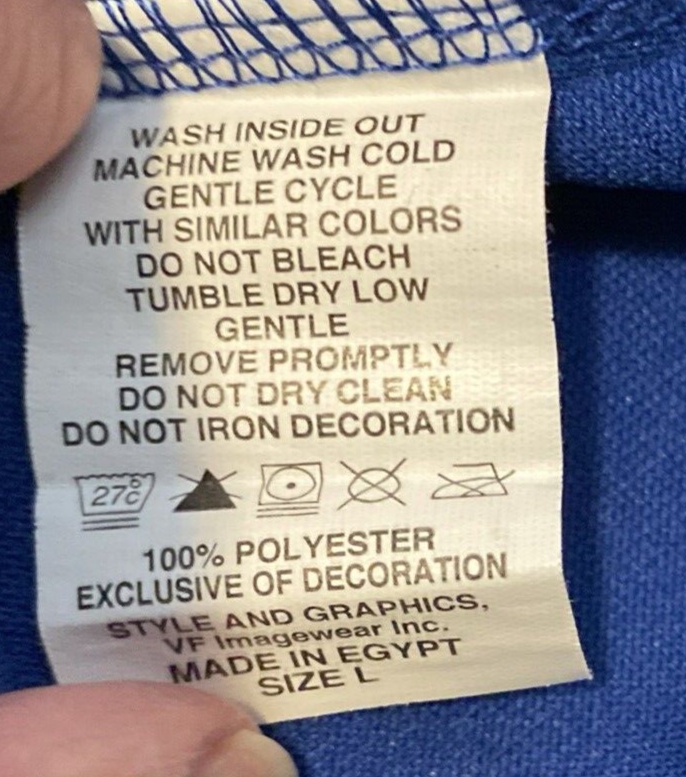 WASH INSIDE OUT
MACHINE WASH COLD
GENTLE CYCLE
WITH SIMILAR COLORS
DO NOT BLEACH
TUMBLE DRY LOW
GENTLE
REMOVE PROMPTLY
DO NOT DRY CLEAN
DO NOT IRON DECORATION
27°C
100% POLYESTER
EXCLUSIVE OF DECORATION
STYLE AND GRAPHICS,
VF Imagewear Inc.
MADE IN EGYPT
SIZE L